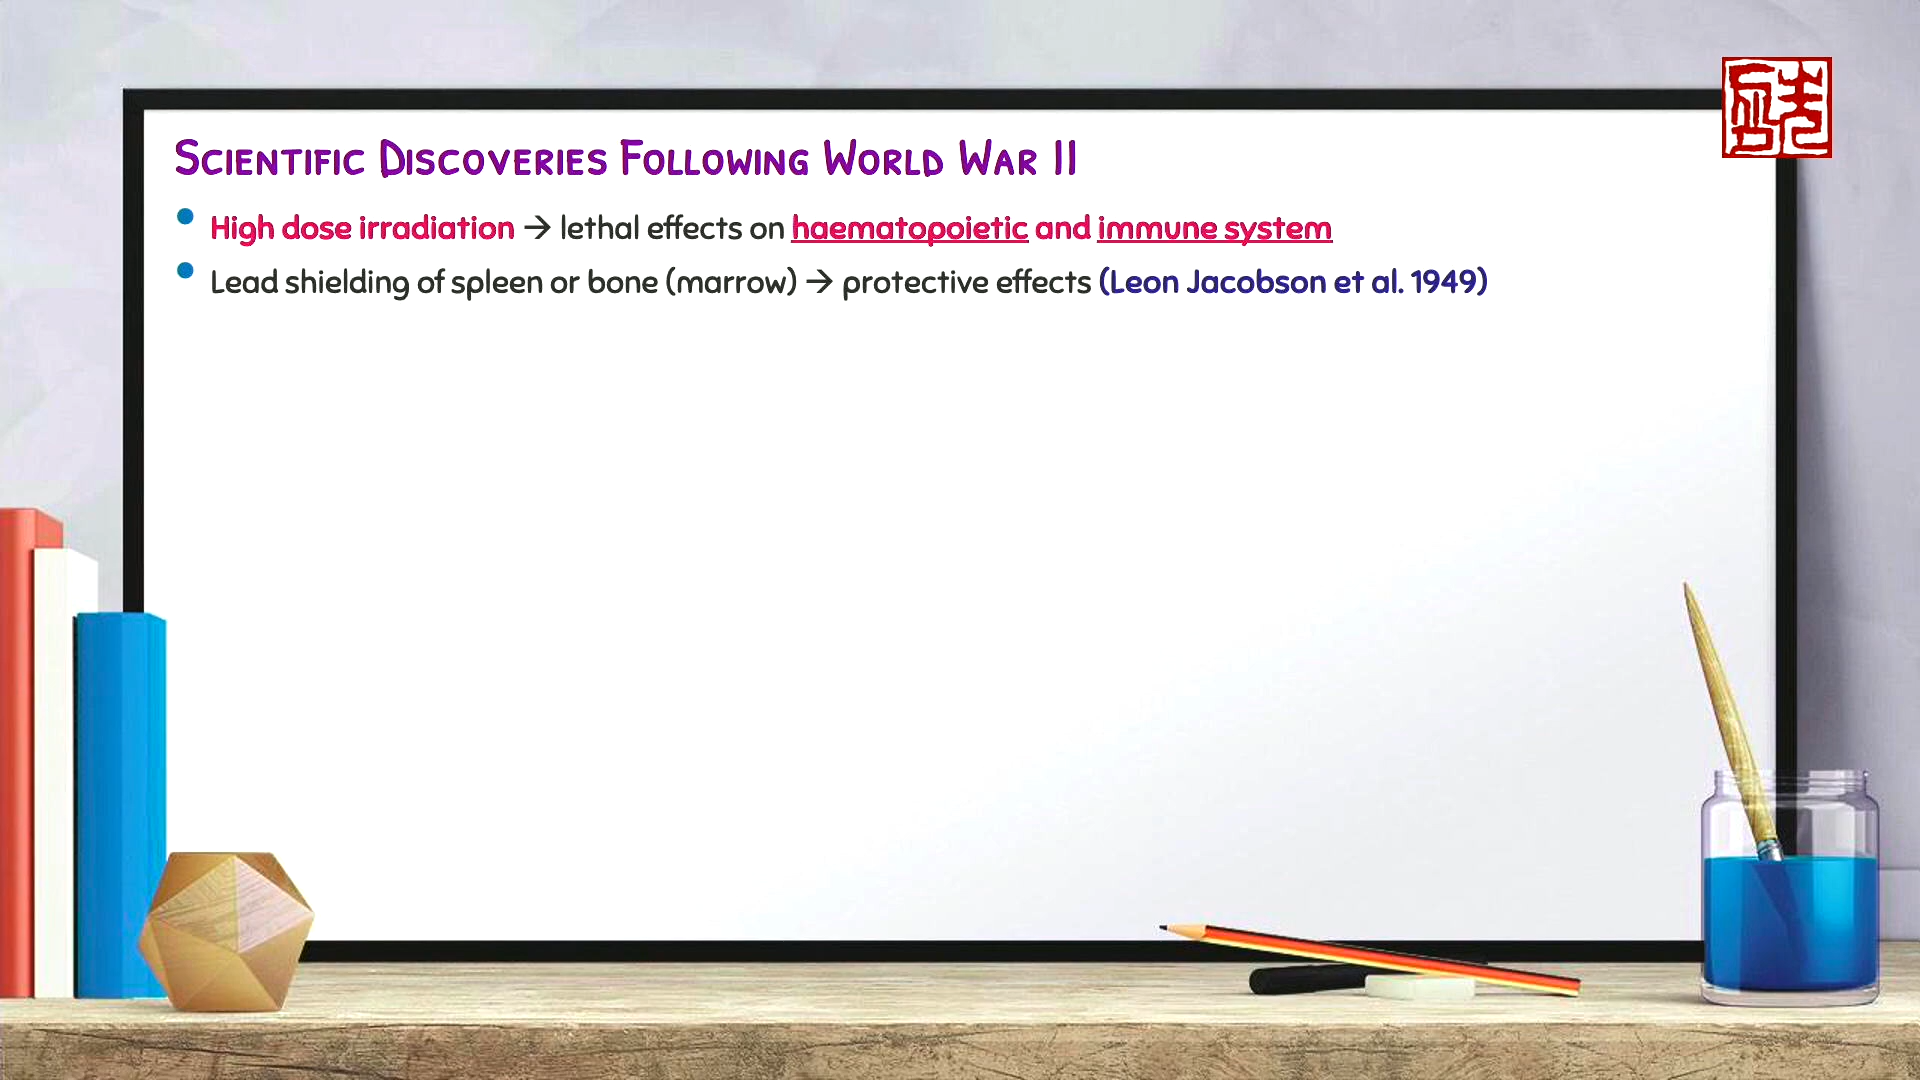 Scientific Discoveries Following World War II
• High dose irradiation → lethal effects on haematopoietic and immune system
• Lead shielding of spleen or bone (marrow) → protective effects (Leon Jacobson et al. 1949)